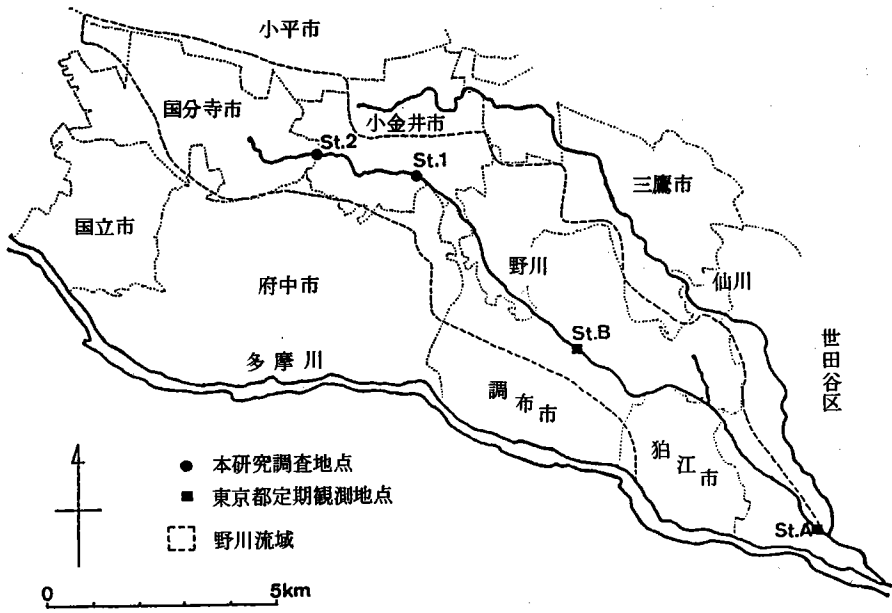 小平市
国分寺市
小金井市
St.2
St.1
三鷹市
国立市
野川
仙川
府中市
St.B
世田谷区
多摩川
調布市
狛江市
本研究調査地点
東京都定期観測地点
野川流域
St.A
0
5km